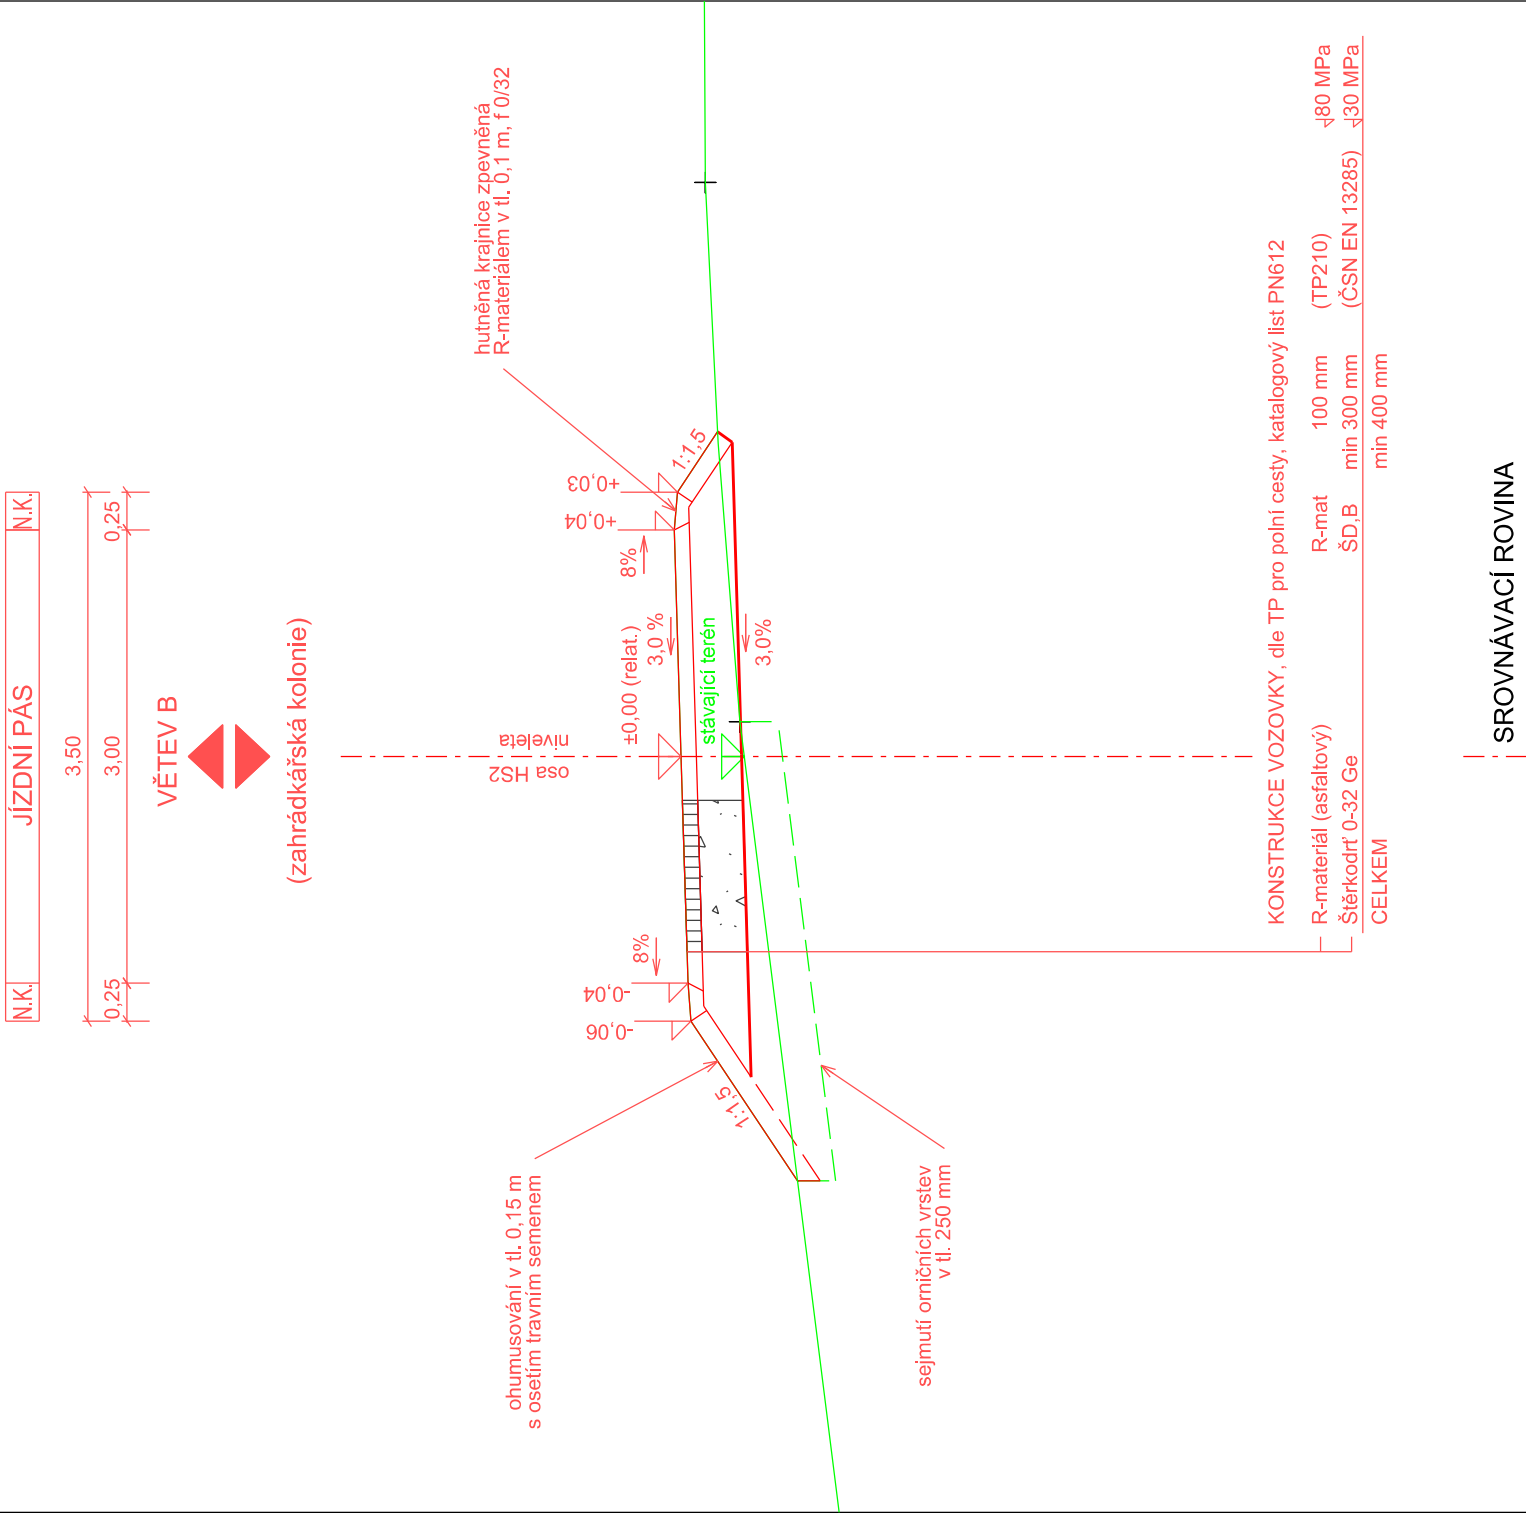 N.K.
JÍZDNÍ PÁS
N.K.
3,50
0,25
3,00
0,25
VĚTEV B
(zahrádkářská kolonie)
osa HS2
niveleta
hutněná krajnice zpevněná
R-materiálem v tl. 0,1 m, f 0/32
ohumusování v tl. 0,15 m
s osetím travním semenem
-0,06
-0,04
±0,00 (relat.)
+0,04
+0,03
8%
3,0 %
8%
1:1,5
1:1,5
stávající terén
3,0%
sejmutí orničních vrstev
v tl. 250 mm
KONSTRUKCE VOZOVKY, dle TP pro polní cesty, katalogový list PN612
R-materiál (asfaltový) R-mat 100 mm (TP210) 80 MPa
Štěrkodrť 0-32 Ge ŠD,B min 300 mm (ČSN EN 13285) 30 MPa
CELKEM min 400 mm
SROVNÁVACÍ ROVINA